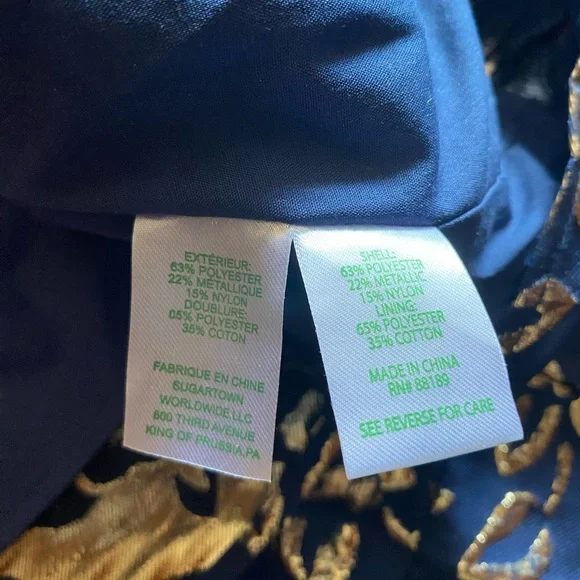 EXTÉRIEUR:
63% POLYESTER
22% MÉTALLIQUE
15% NYLON
DOUBLURE:
65% POLYESTER
35% COTON
FABRIQUE EN CHINE
SUGARTOWN
WORLDWIDE, LLC
800 THIRD AVENUE
KING OF PRUSSIA, PA
SHELL:
63% POLYESTER
22% METALLIC
15% NYLON
LINING:
65% POLYESTER
35% COTTON
MADE IN CHINA
RN# 88189
SEE REVERSE FOR CARE